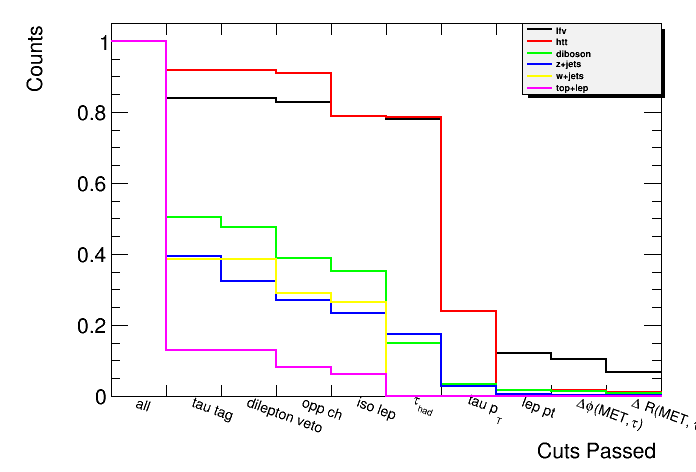 Counts
1
0.8
0.6
0.4
0.2
0
lfv
htt
diboson
z+jets
w+jets
top+lep
all
tau tag
dilepton veto
opp ch
iso lep
τhad
tau pT
lep pt
Δϕ(MET,τ)
Δ R(MET, τ
Cuts Passed